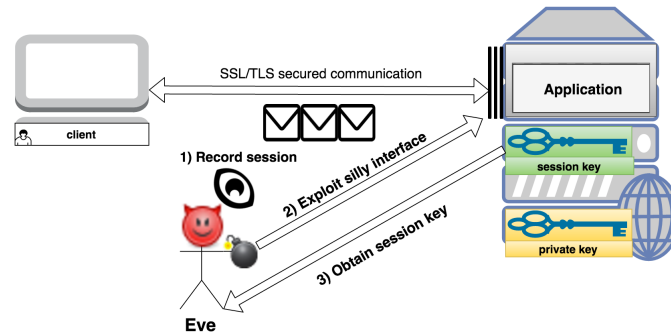 SSL/TLS secured communication
Application
client
1) Record session
2) Exploit silly interface
session key
3) Obtain session key
private key
Eve